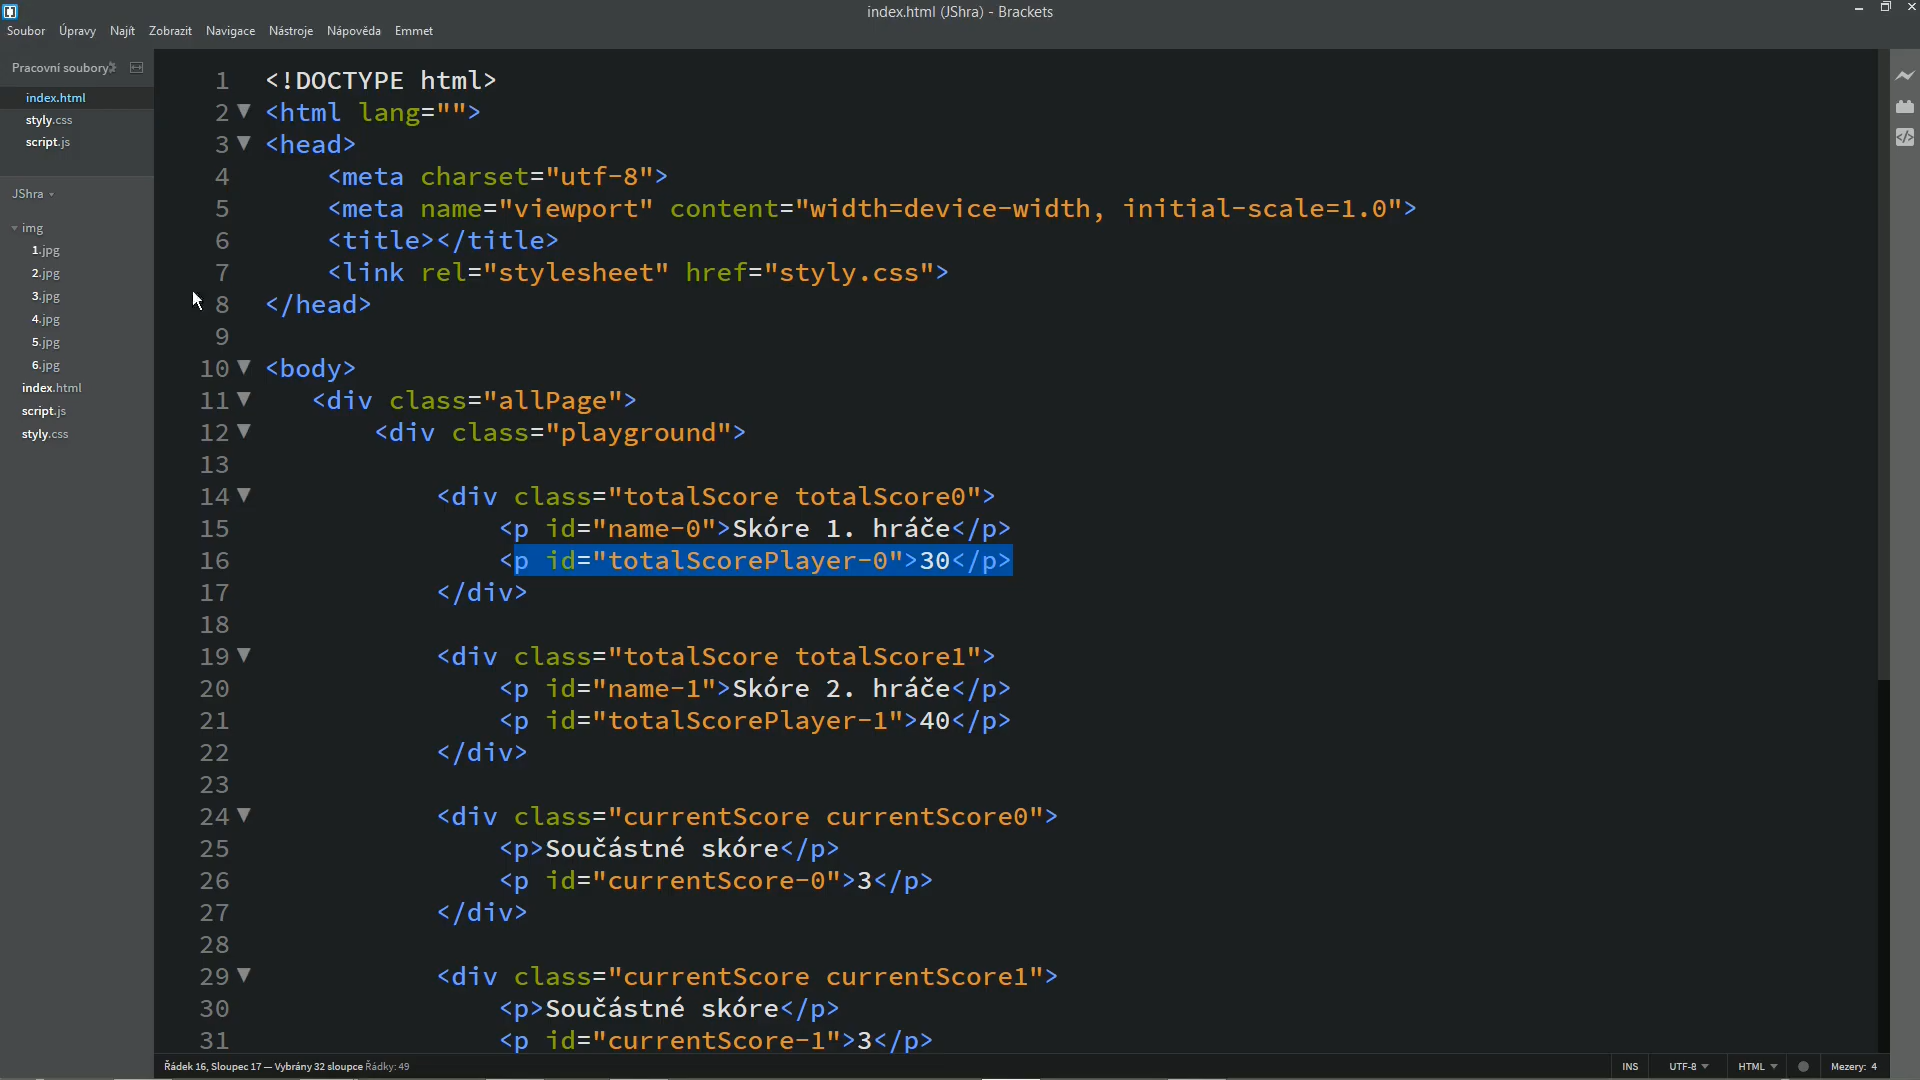 index.html (JShra) - Brackets
Soubor Úpravy Najít Zobrazit Navigace Nástroje Nápověda Emmet
Pracovní soubory
index.html
styly.css
script.js
JShra
img
1.jpg
2.jpg
3.jpg
4.jpg
5.jpg
6.jpg
index.html
script.js
styly.css
1 <!DOCTYPE html>
2 <html lang="">
3 <head>
4 <meta charset="utf-8">
5 <meta name="viewport" content="width=device-width, initial-scale=1.0">
6 <title></title>
7 <link rel="stylesheet" href="styly.css">
8 </head>
9
10 <body>
11 <div class="allPage">
12 <div class="playground">
13
14 <div class="totalScore totalScore0">
15 <p id="name-0">Skóre 1. hráče</p>
16 <p id="totalScorePlayer-0">30</p>
17 </div>
18
19 <div class="totalScore totalScore1">
20 <p id="name-1">Skóre 2. hráče</p>
21 <p id="totalScorePlayer-1">40</p>
22 </div>
23
24 <div class="currentScore currentScore0">
25 <p>Součástné skóre</p>
26 <p id="currentScore-0">3</p>
27 </div>
28
29 <div class="currentScore currentScore1">
30 <p>Součástné skóre</p>
31 <p id="currentScore-1">3</p>
Řádek 16, Sloupec 17 — Vybrány 32 sloupce Řádky: 49 INS UTF-8 HTML Mezery: 4